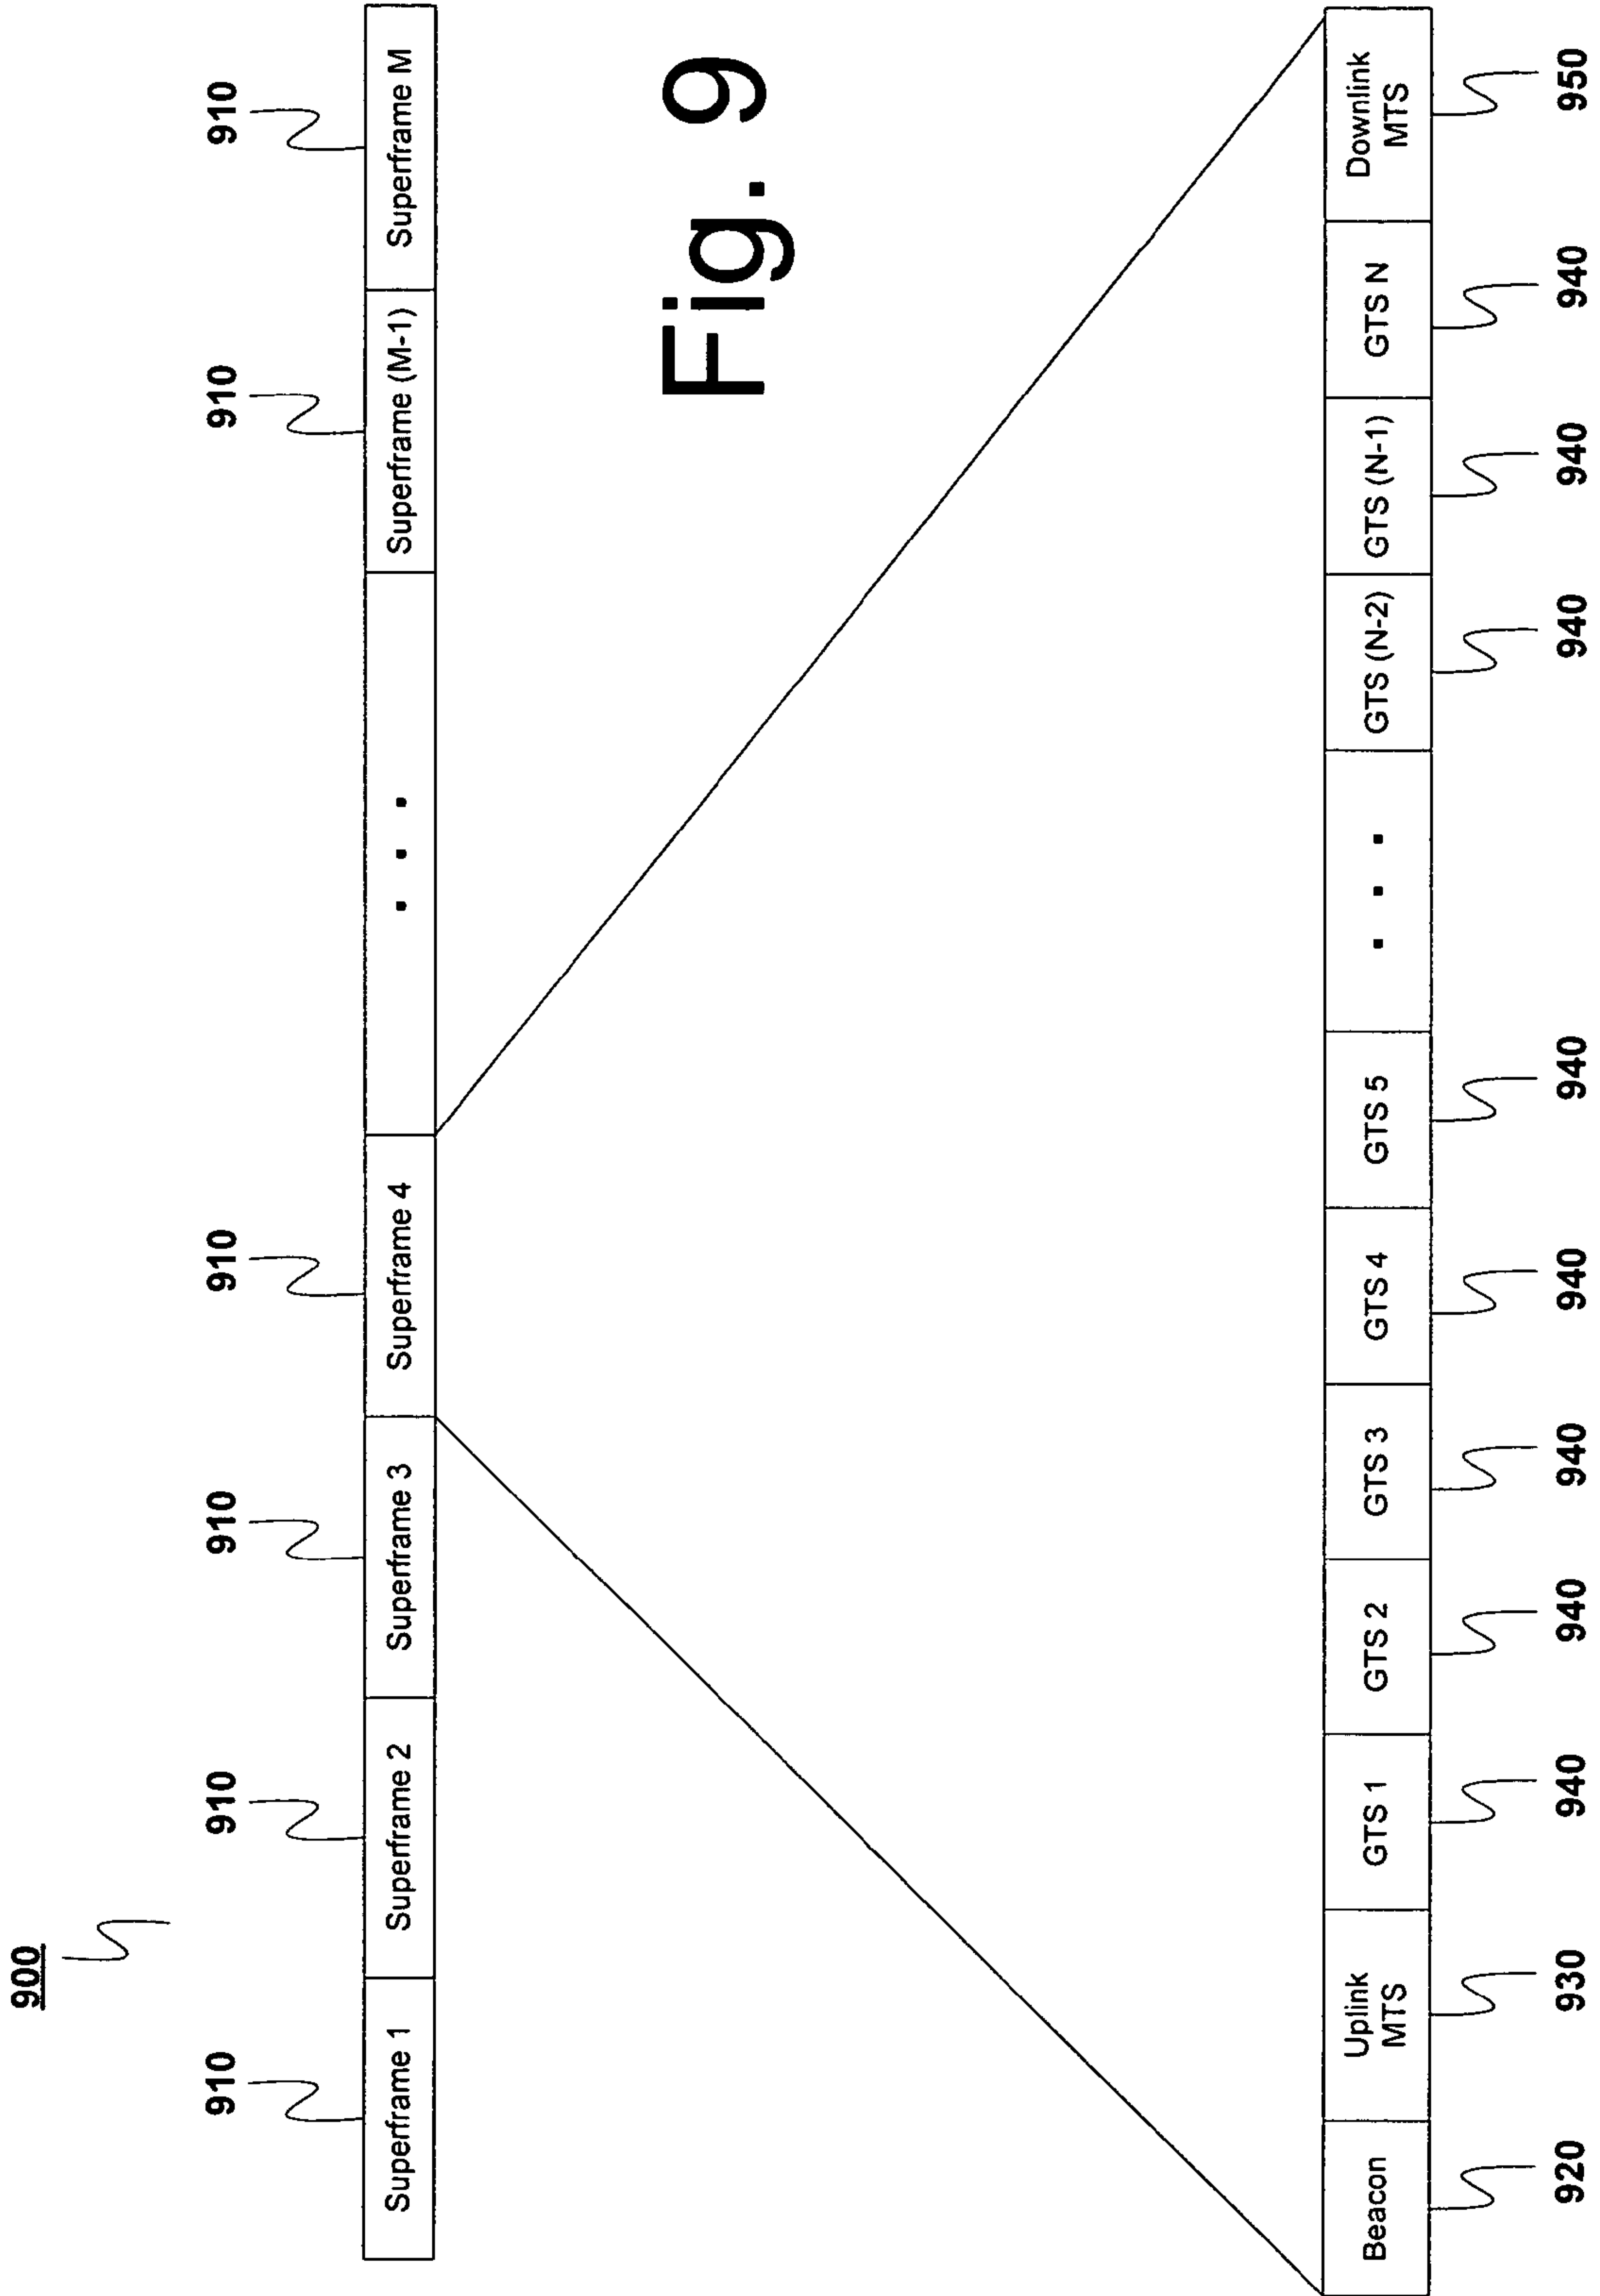 900
910 910 910 910 910 910
Superframe 1 Superframe 2 Superframe 3 Superframe 4 . . . Superframe (M-1) Superframe M
Fig. 9
Beacon Uplink MTS GTS 1 GTS 2 GTS 3 GTS 4 GTS 5 . . . GTS (N-2) GTS (N-1) GTS N Downlink MTS
920 930 940 940 940 940 940 940 940 940 950